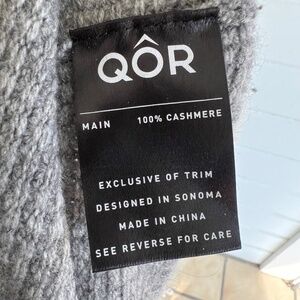 QÔR
MAIN 100% CASHMERE
EXCLUSIVE OF TRIM
DESIGNED IN SONOMA
MADE IN CHINA
SEE REVERSE FOR CARE